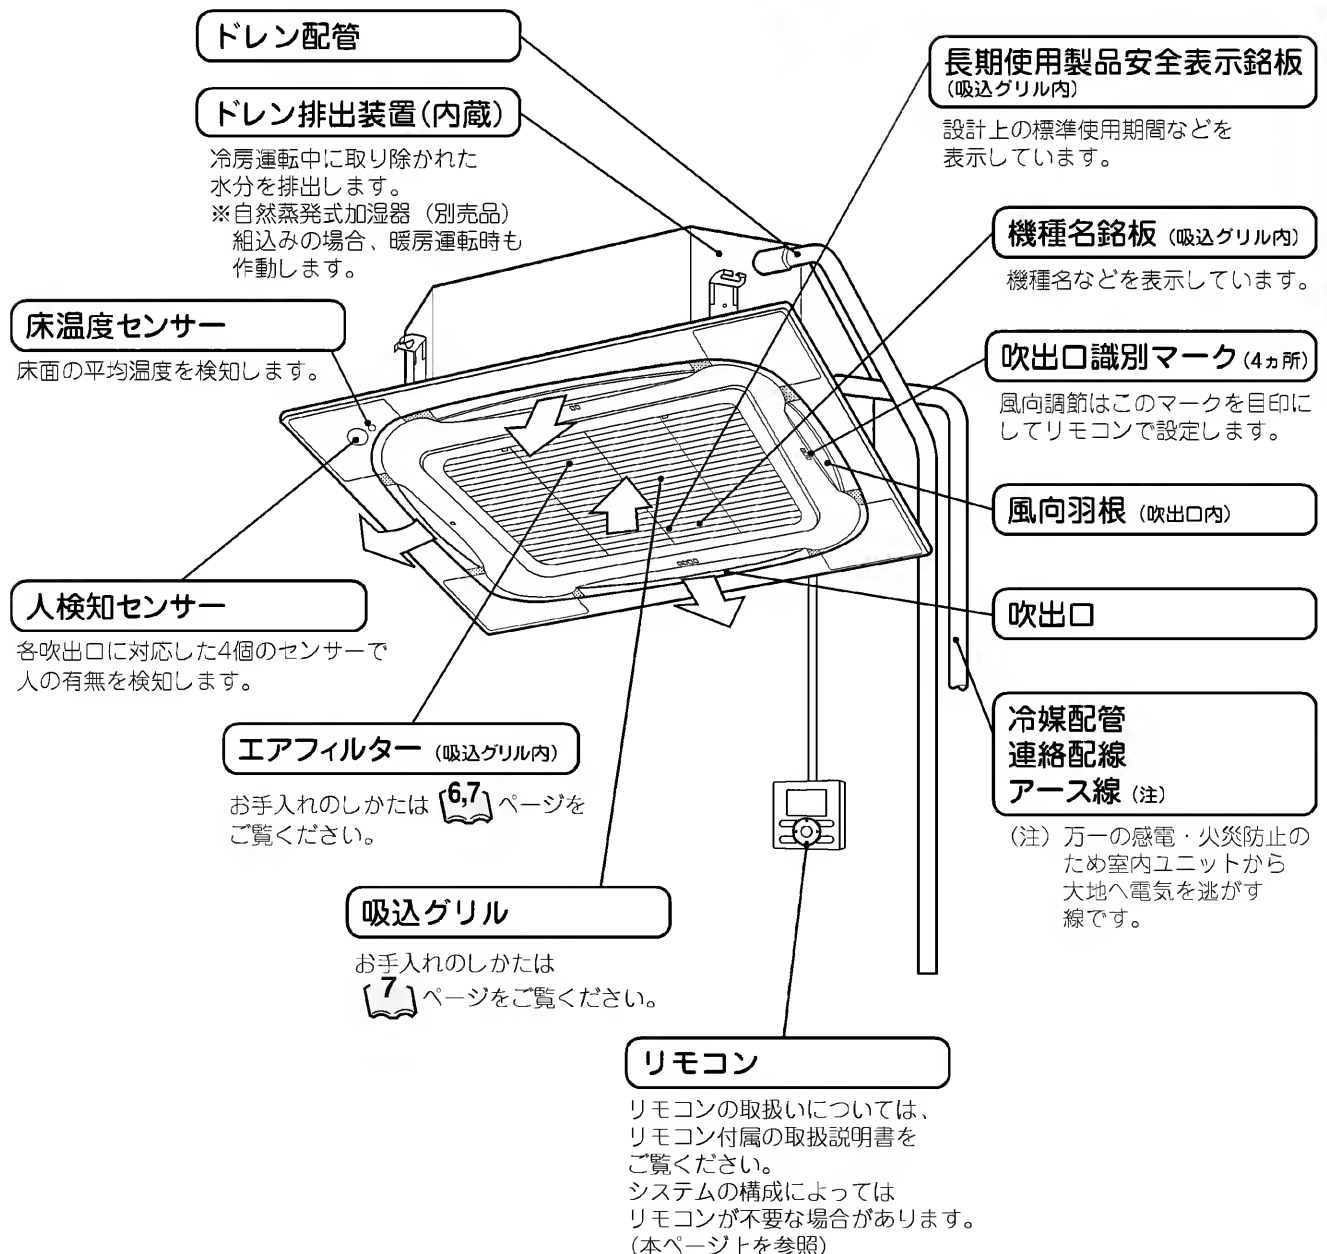 ドレン配管
ドレン排出装置(内蔵)
冷房運転中に取り除かれた
水分を排出します。
※自然蒸発式加湿器（別売品）
組込みの場合、暖房運転時も
作動します。
床温度センサー
床面の平均温度を検知します。
人検知センサー
各吹出口に対応した4個のセンサーで
人の有無を検知します。
エアフィルター (吸込グリル内)
お手入れのしかたは 6,7 ページを
ご覧ください。
吸込グリル
お手入れのしかたは
7 ページをご覧ください。
リモコン
リモコンの取扱いについては、
リモコン付属の取扱説明書を
ご覧ください。
システムの構成によっては
リモコンが不要な場合があります。
(本ページ上を参照)
長期使用製品安全表示銘板
(吸込グリル内)
設計上の標準使用期間などを
表示しています。
機種名銘板 (吸込グリル内)
機種名などを表示しています。
吹出口識別マーク (4ヵ所)
風向調節はこのマークを目印に
してリモコンで設定します。
風向羽根 (吹出口内)
吹出口
冷媒配管
連絡配線
アース線 (注)
(注) 万一の感電・火災防止の
ため室内ユニットから
大地へ電気を逃がす
線です。